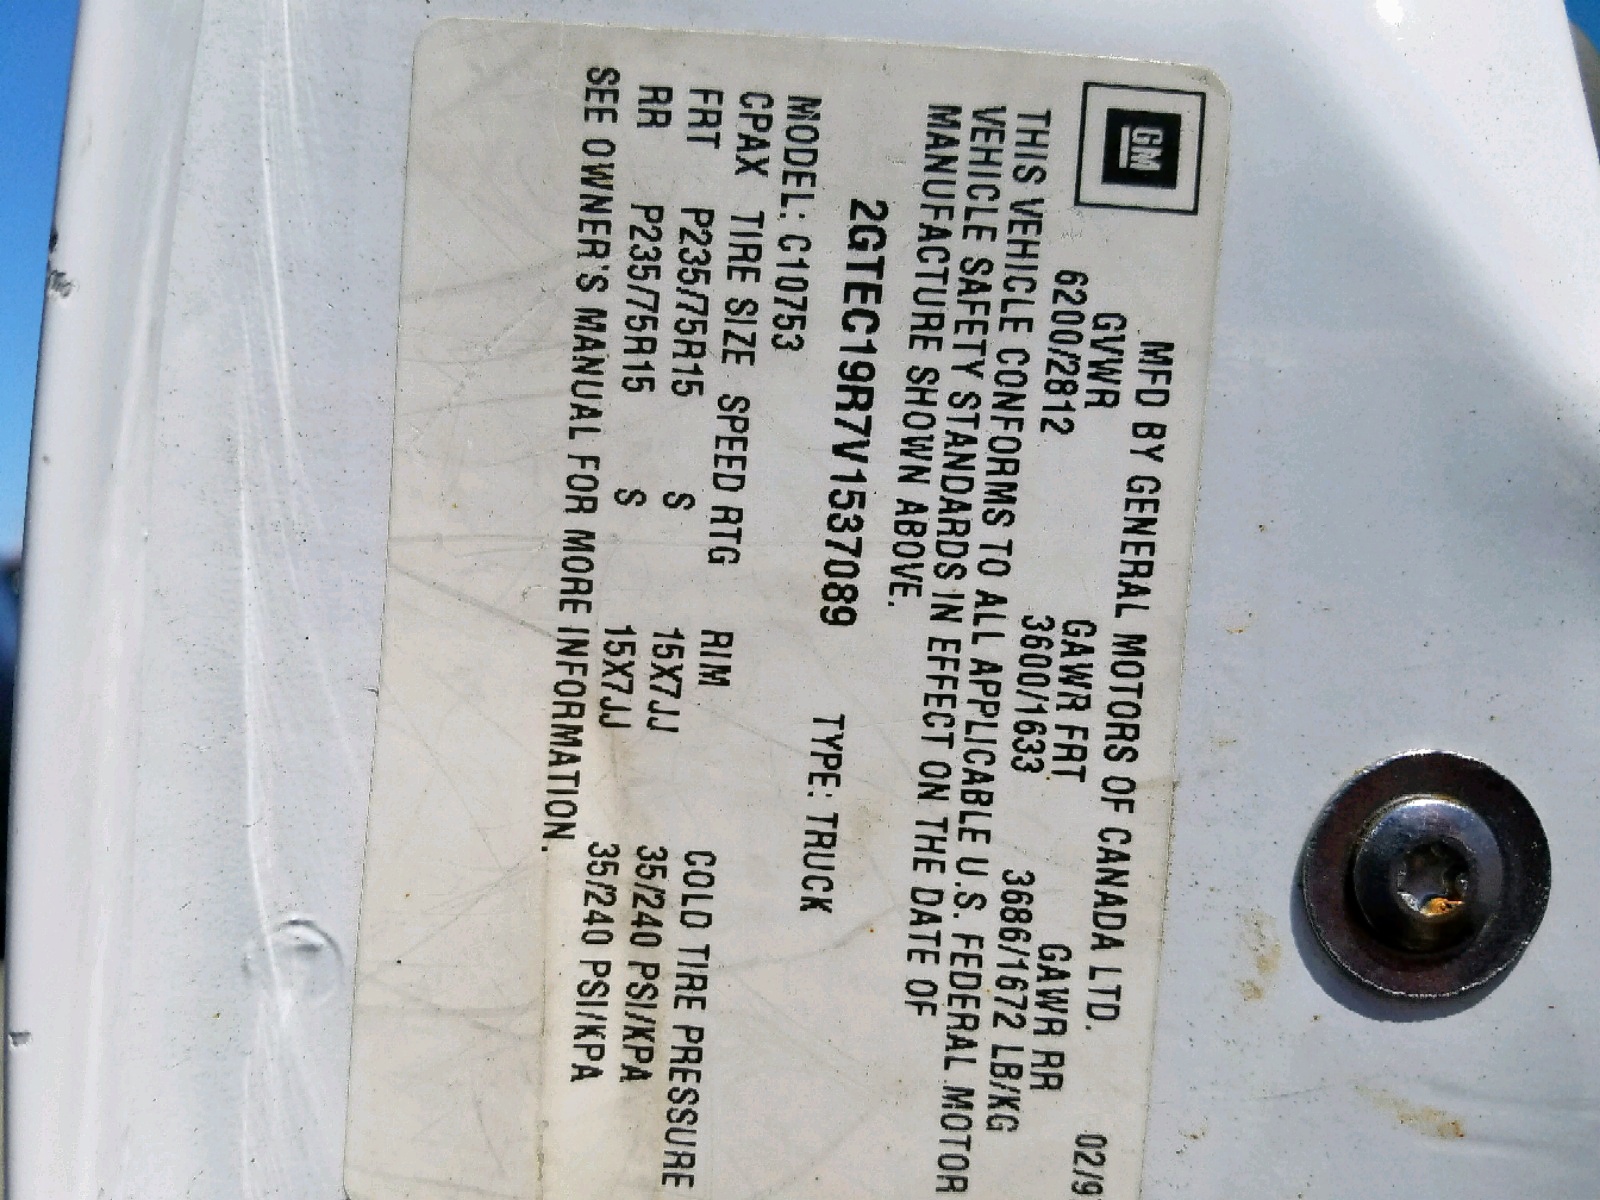 GM
MFD BY GENERAL MOTORS OF CANADA LTD.
02/9
GVWR GAWR FRT GAWR RR
6200/2812 3600/1633 3686/1672 LB/KG
THIS VEHICLE CONFORMS TO ALL APPLICABLE U.S. FEDERAL MOTOR
VEHICLE SAFETY STANDARDS IN EFFECT ON THE DATE OF
MANUFACTURE SHOWN ABOVE.
2GTEC19R7V1537089 TYPE: TRUCK
MODEL: C10753
CPAX TIRE SIZE SPEED RTG RIM COLD TIRE PRESSURE
FRT P235/75R15 S 15X7JJ 35/240 PSI/KPA
RR P235/75R15 S 15X7JJ 35/240 PSI/KPA
SEE OWNER'S MANUAL FOR MORE INFORMATION.